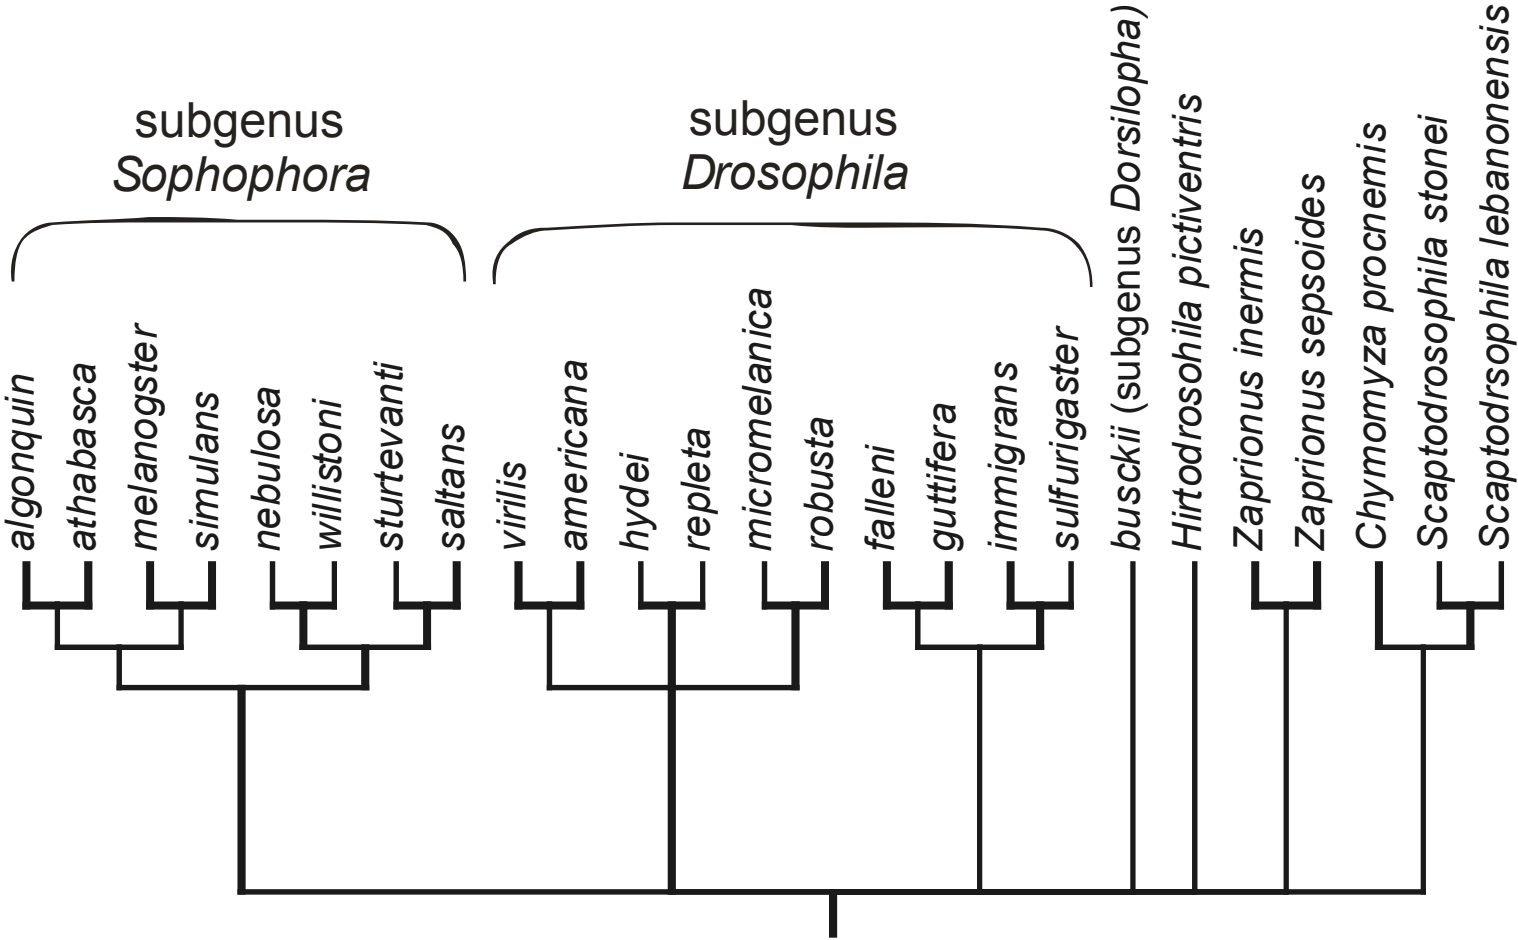 subgenus
Sophophora
subgenus
Drosophila
algonquin
athabasca
melanogster
simulans
nebulosa
willistoni
sturtevanti
saltans
virilis
americana
hydei
repleta
micromelanica
robusta
falleni
guttifera
immigrans
sulfurigaster
busckii (subgenus Dorsilopha)
Hirtodrosohila pictiventris
Zaprionus inermis
Zaprionus sepsoides
Chymomyza procnemis
Scaptodrosophila stonei
Scaptodrsophila lebanonensis